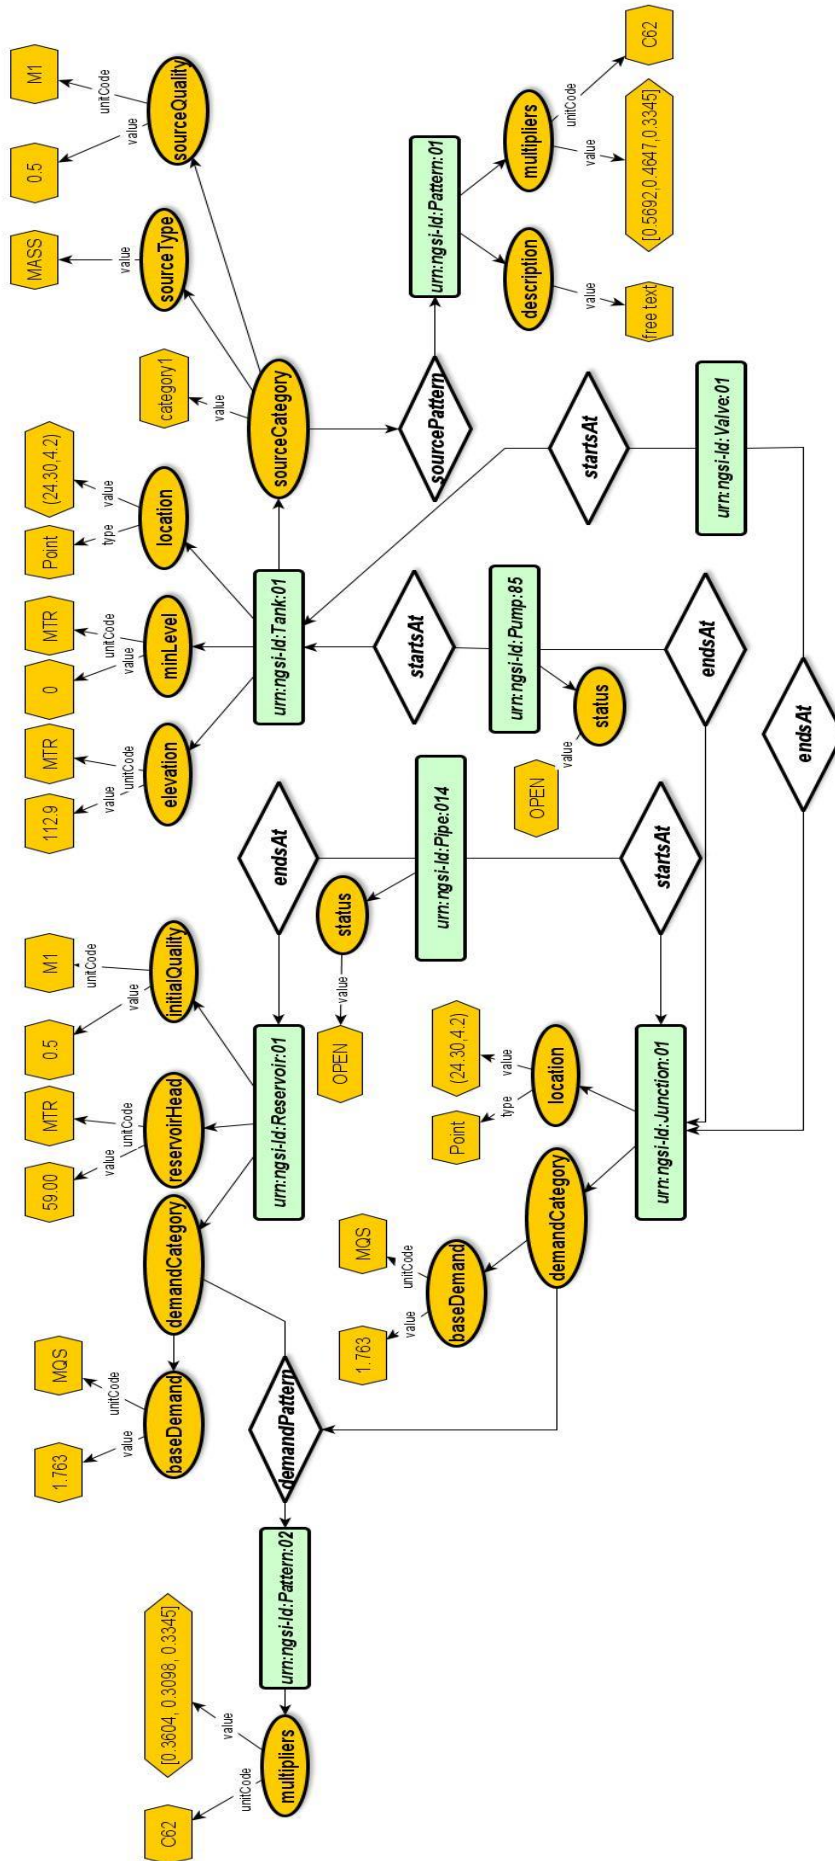 59.00
MTR
0.5
M1
112.9
MTR
0
MTR
Point
(24.30,4.2)
MASS
0.5
M1
1.763
MQS
value
unitCode
value
unitCode
value
unitCode
value
unitCode
type
value
value
value
unitCode
value
unitCode
C62
[0.3604, 0.3098, 0.3345]
baseDemand
demandCategory
reservoirHead
initialQuality
elevation
minLevel
location
category1
sourceType
sourceQuality
unitCode
value
value
multipliers
urn:ngsi-ld:Pattern:02
demandPattern
urn:ngsi-ld:Reservoir:01
endsAt
urn:ngsi-ld:Tank:01
sourceCategory
OPEN
value
status
1.763
MQS
value
unitCode
baseDemand
Point
(24.30,4.2)
type
value
urn:ngsi-ld:Pipe:014
startsAt
sourcePattern
urn:ngsi-ld:Pattern:01
demandCategory
location
OPEN
value
status
urn:ngsi-ld:Pump:85
description
multipliers
value
value
unitCode
startsAt
free text
[0.5692,0.4647,0.3345]
C62
urn:ngsi-ld:Junction:01
startsAt
endsAt
urn:ngsi-ld:Valve:01
endsAt